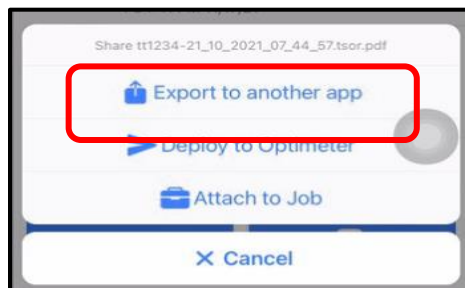 Share tt1234-21_10_2021_07_44_57.tsor.pdf
Export to another app
Deploy to Optimeter
Attach to Job
Cancel